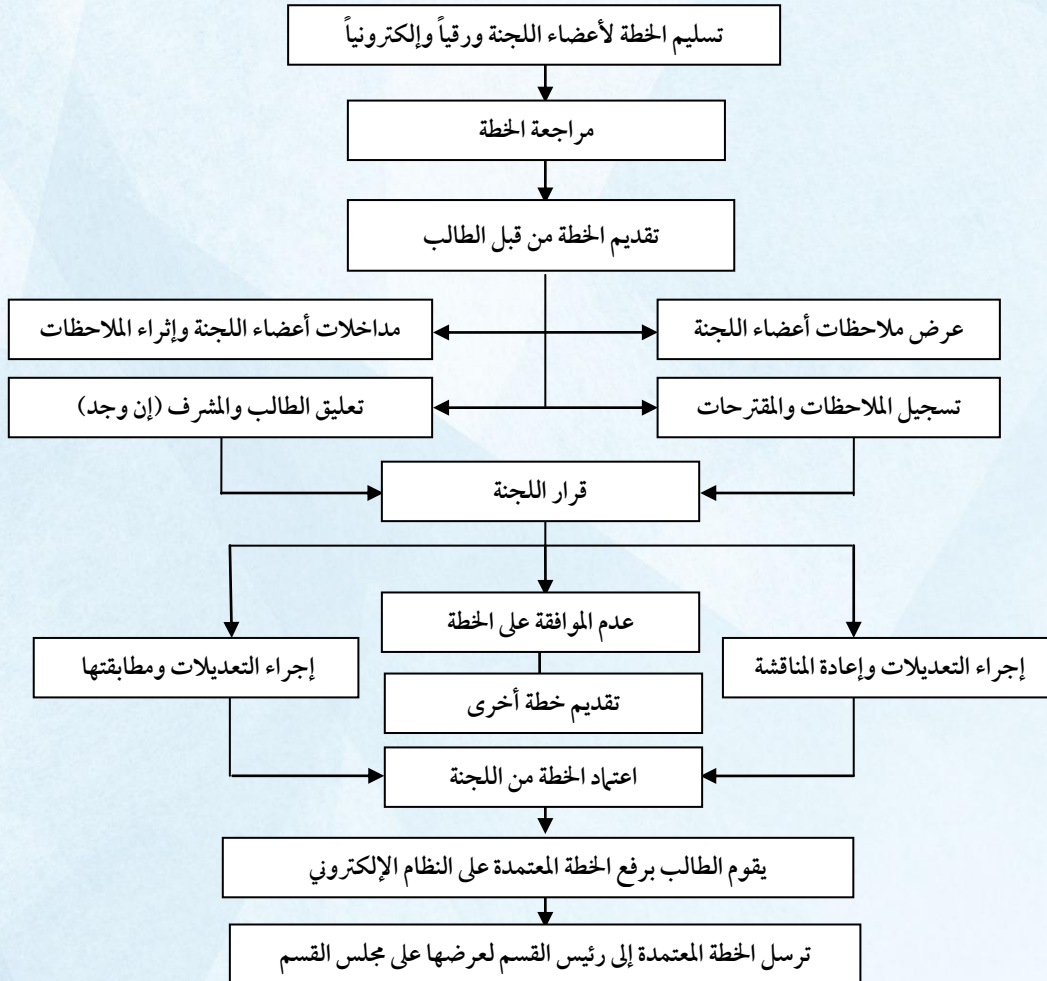 تسليم الخطة لأعضاء اللجنة ورقياً وإلكترونياً
مراجعة الخطة
تقديم الخطة من قبل الطالب
عرض ملاحظات أعضاء اللجنة
مداخلات أعضاء اللجنة وإثراء الملاحظات
تسجيل الملاحظات والمقترحات
تعليق الطالب والمشرف (إن وجد)
قرار اللجنة
عدم الموافقة على الخطة
إجراء التعديلات وإعادة المناقشة
إجراء التعديلات ومطابقتها
تقديم خطة أخرى
اعتماد الخطة من اللجنة
يقوم الطالب برفع الخطة المعتمدة على النظام الإلكتروني
ترسل الخطة المعتمدة إلى رئيس القسم لعرضها على مجلس القسم